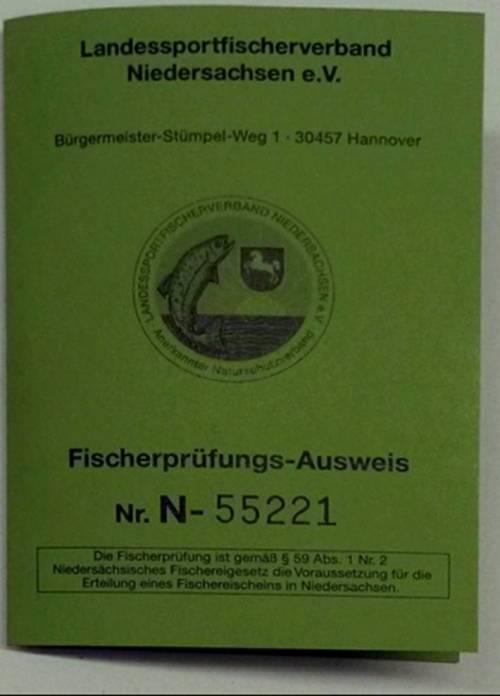 Landessportfischerverband
Niedersachsen e.V.
Bürgermeister-Stümpel-Weg 1 · 30457 Hannover
LANDESSPORTFISCHERVERBAND NIEDERSACHSEN e.V.
Anerkannter Naturschutzverband
Fischerprüfungs-Ausweis
Nr. N- 55221
Die Fischerprüfung ist gemäß § 59 Abs. 1 Nr. 2
Niedersächsisches Fischereigesetz die Voraussetzung für die
Erteilung eines Fischereischeins in Niedersachsen.